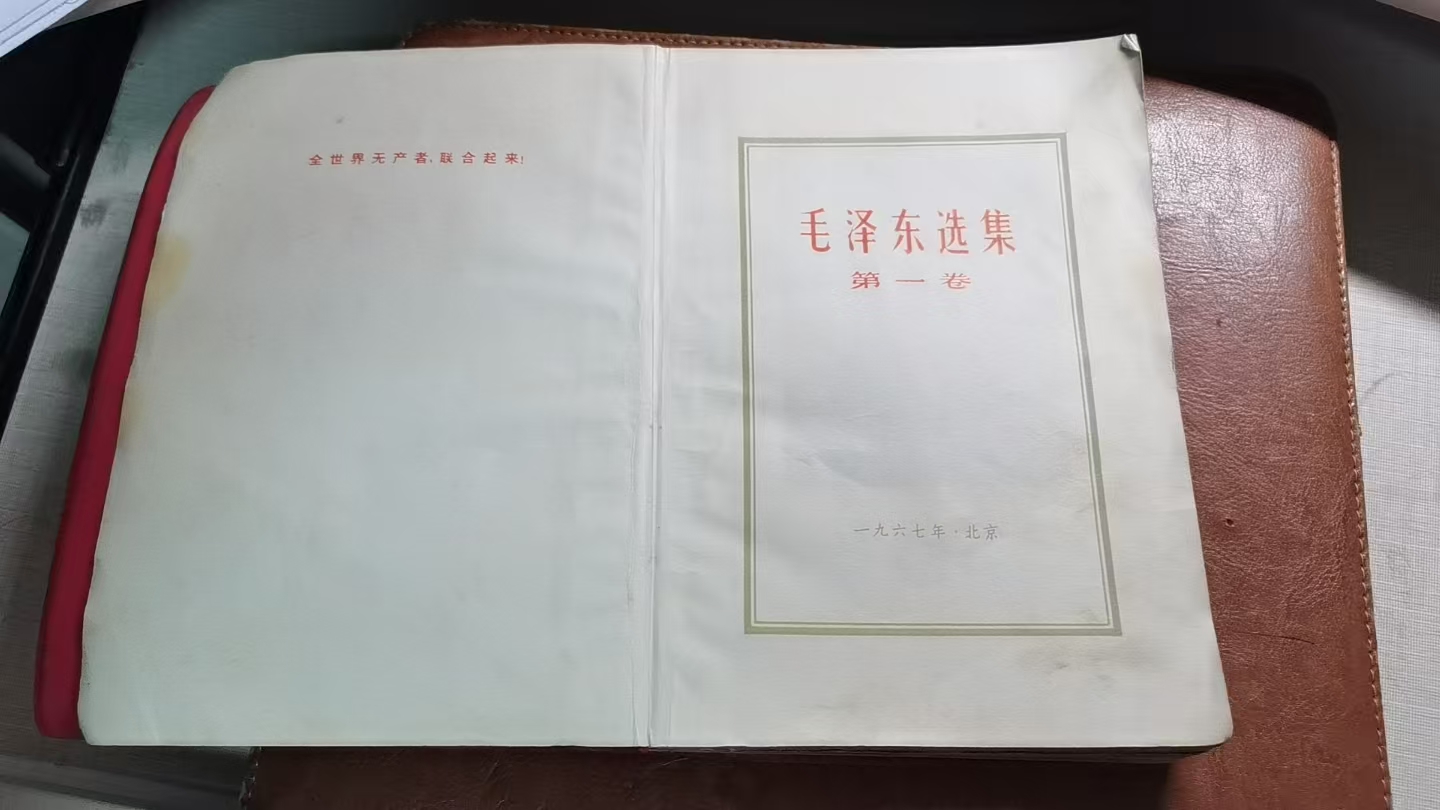 全世界无产者,联合起来!
毛泽东选集
第一卷
一九六七年·北京